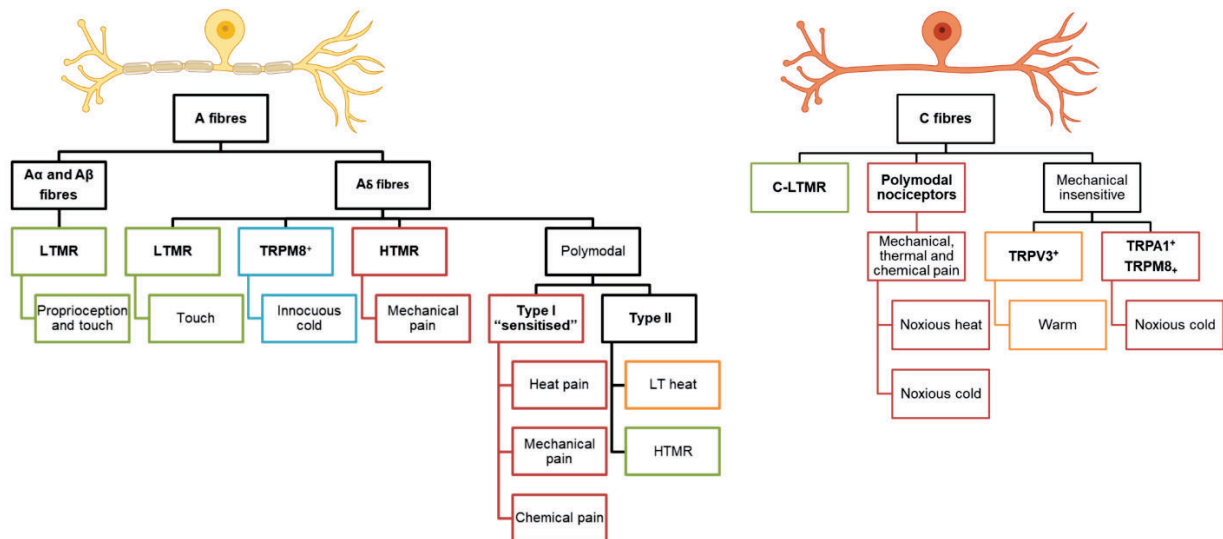 A fibres
C fibres
Aα and Aβ
fibres
Aδ fibres
C-LTMR
Polymodal
nociceptors
Mechanical
insensitive
LTMR
LTMR
TRPM8⁺
HTMR
Polymodal
Mechanical,
thermal and
chemical pain
TRPV3⁺
TRPA1⁺
TRPM8₊
Proprioception
and touch
Touch
Innocuous
cold
Mechanical
pain
Type I
“sensitised”
Type II
Noxious heat
Warm
Noxious cold
Heat pain
LT heat
Noxious cold
Mechanical
pain
HTMR
Chemical pain